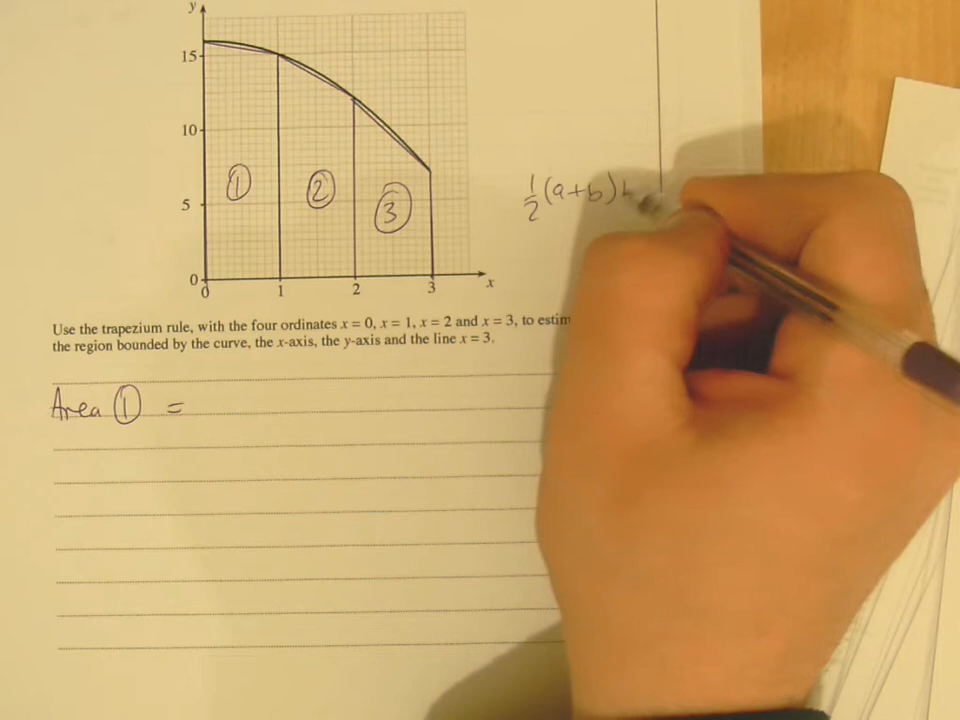 y
15
10
5
0
0 1 2 3 x
1 2 3
½(a+b)h
Use the trapezium rule, with the four ordinates x = 0, x = 1, x = 2 and x = 3, to estim
the region bounded by the curve, the x-axis, the y-axis and the line x = 3.
Area 1 =